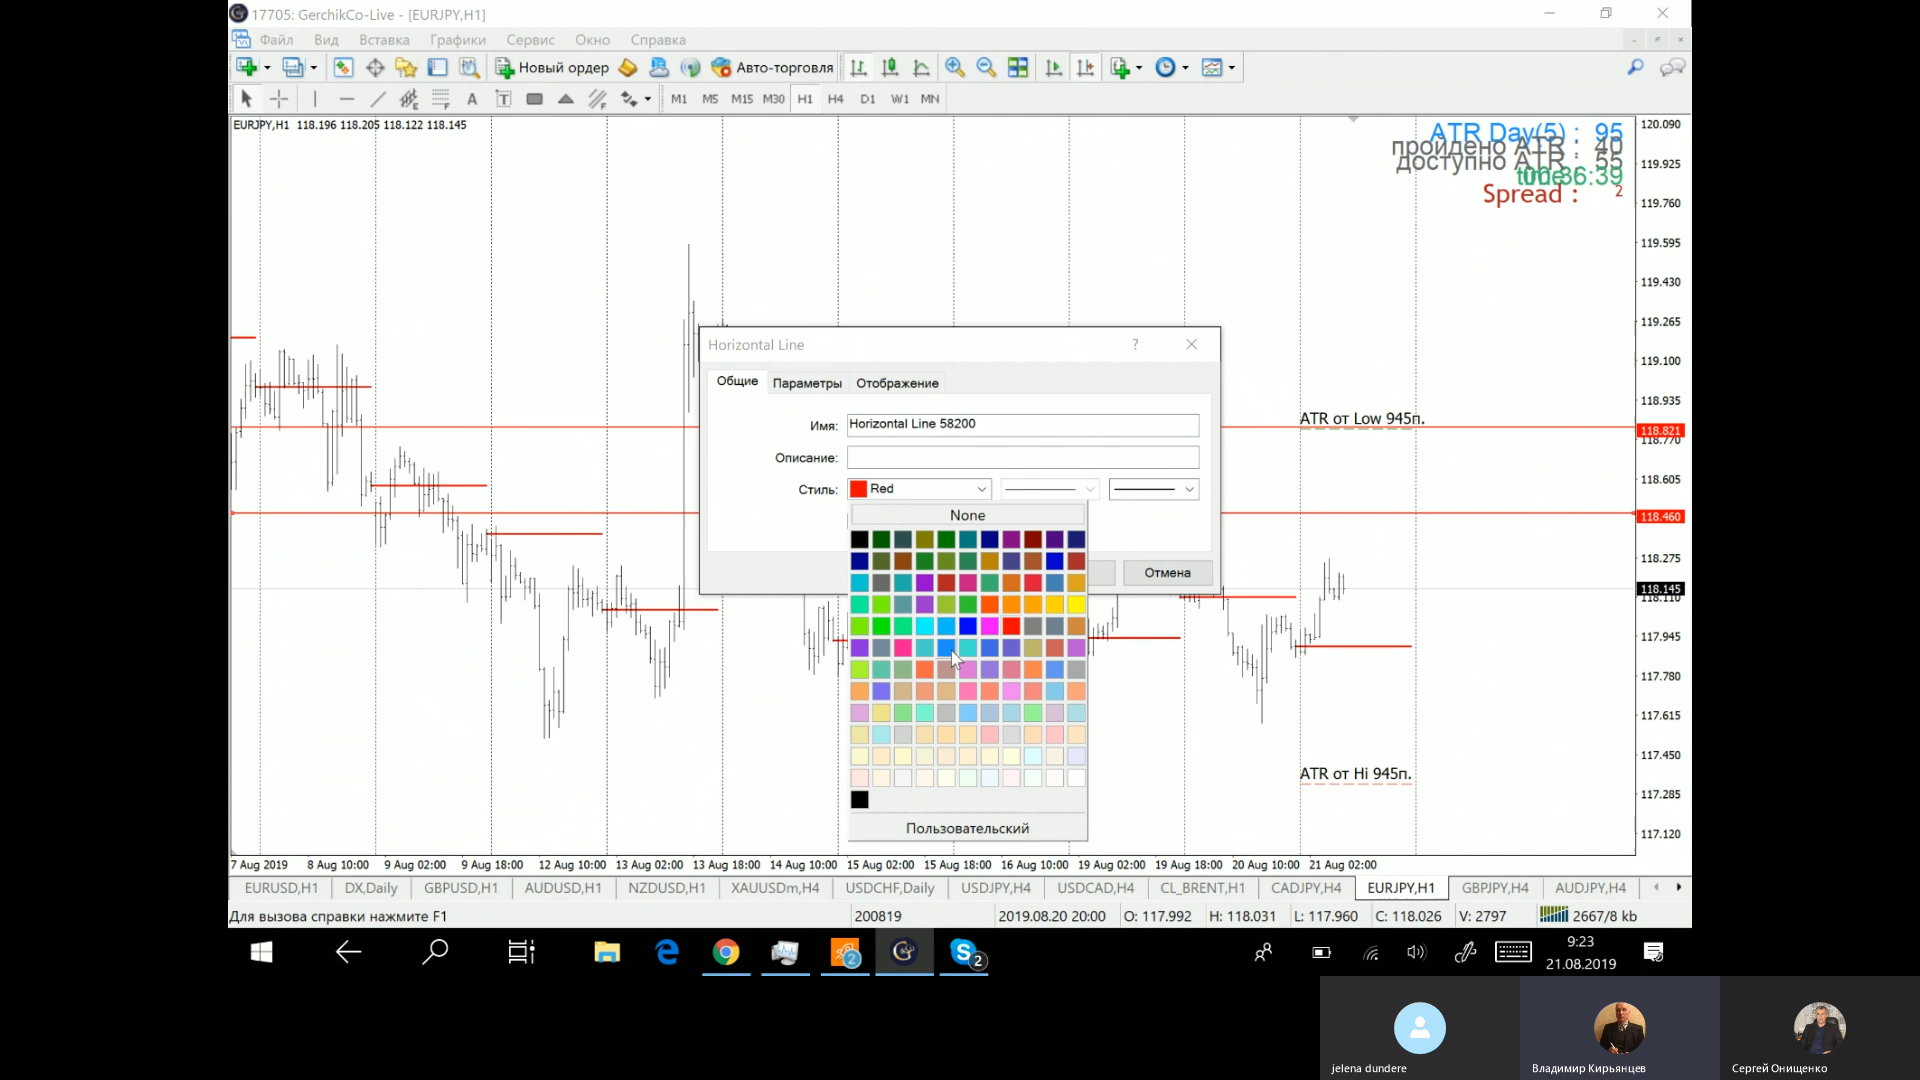 17705: GerchikCo-Live - [EURJPY,H1]
Файл Вид Вставка Графики Сервис Окно Справка
Новый ордер Авто-торговля
A T M1 M5 M15 M30 H1 H4 D1 W1 MN
EURJPY,H1 118.196 118.205 118.122 118.145
ATR Day(5) : 95
пройдено ATR : 40
доступно ATR : 55
00:36:39
Spread : 2
120.090
119.925
119.760
119.595
119.430
119.265
119.100
118.935
118.821
118.770
118.605
118.460
118.275
118.145
118.110
117.945
117.780
117.615
117.450
117.285
117.120
ATR от Low 945п.
ATR от Hi 945п.
Horizontal Line ?
Общие Параметры Отображение
Имя: Horizontal Line 58200
Описание:
Стиль: Red
None
Отмена
Пользовательский
7 Aug 2019 8 Aug 10:00 9 Aug 02:00 9 Aug 18:00 12 Aug 10:00 13 Aug 02:00 13 Aug 18:00 14 Aug 10:00 15 Aug 02:00 15 Aug 18:00 16 Aug 10:00 19 Aug 02:00 19 Aug 18:00 20 Aug 10:00 21 Aug 02:00
EURUSD,H1 DX,Daily GBPUSD,H1 AUDUSD,H1 NZDUSD,H1 XAUUSDm,H4 USDCHF,Daily USDJPY,H4 USDCAD,H4 CL_BRENT,H1 CADJPY,H4 EURJPY,H1 GBPJPY,H4 AUDJPY,H4
Для вызова справки нажмите F1 200819 2019.08.20 20:00 O: 117.992 H: 118.031 L: 117.960 C: 118.026 V: 2797 2667/8 kb
2 2
9:23
21.08.2019
jelena dundere Владимир Кирьянцев Сергей Онищенко